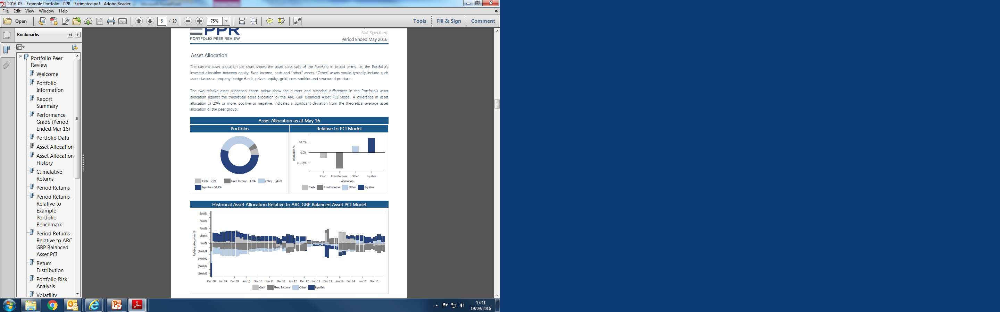 2016-05 - Example Portfolio - PPR - Estimated.pdf - Adobe Reader
File Edit View Window Help
Open 6 / 20 75% Tools Fill & Sign Comment
Bookmarks
Portfolio Peer
Review
Welcome
Portfolio
Information
Report
Summary
Performance
Grade (Period
Ended Mar 16)
Portfolio Data
Asset Allocation
Asset Allocation
History
Cumulative
Returns
Period Returns
Period Returns -
Relative to
Example
Portfolio
Benchmark
Period Returns -
Relative to ARC
GBP Balanced
Asset PCI
Return
Distribution
Portfolio Risk
Analysis
Volatility
PPR
PORTFOLIO PEER REVIEW
Not Specified
Period Ended May 2016
Asset Allocation
The current asset allocation pie chart shows the asset class split of the Portfolio in broad terms, i.e. the Portfolio's
invested allocation between equity, fixed income, cash and "other" assets. "Other" assets would typically include such
asset classes as property, hedge funds, private equity, gold, commodities and structured products.
The two relative asset allocation charts below show the current and historical differences in the Portfolio's asset
allocation against the theoretical asset allocation of the ARC GBP Balanced Asset PCI Model. A difference in asset
allocation of 20% or more, positive or negative, indicates a significant deviation from the theoretical average asset
allocation of the peer group.
Asset Allocation as at May 16
Portfolio
Cash - 5.9% Fixed Income - 4.6% Other - 34.6%
Equities - 54.9%
Relative to PCI Model
Allocation %
10.0%
0.0%
(10.0)%
Cash Fixed Income Other Equities
Allocation
Cash Fixed Income Other Equities
Historical Asset Allocation Relative to ARC GBP Balanced Asset PCI Model
Relative Allocation %
80.0%
60.0%
40.0%
20.0%
0.0%
(20.0)%
(40.0)%
(60.0)%
(80.0)%
Dec 08 Jun 09 Dec 09 Jun 10 Dec 10 Jun 11 Dec 11 Jun 12 Dec 12 Jun 13 Dec 13 Jun 14 Dec 14 Jun 15 Dec 15
Cash Fixed Income Other Equities
17:41
19/09/2016